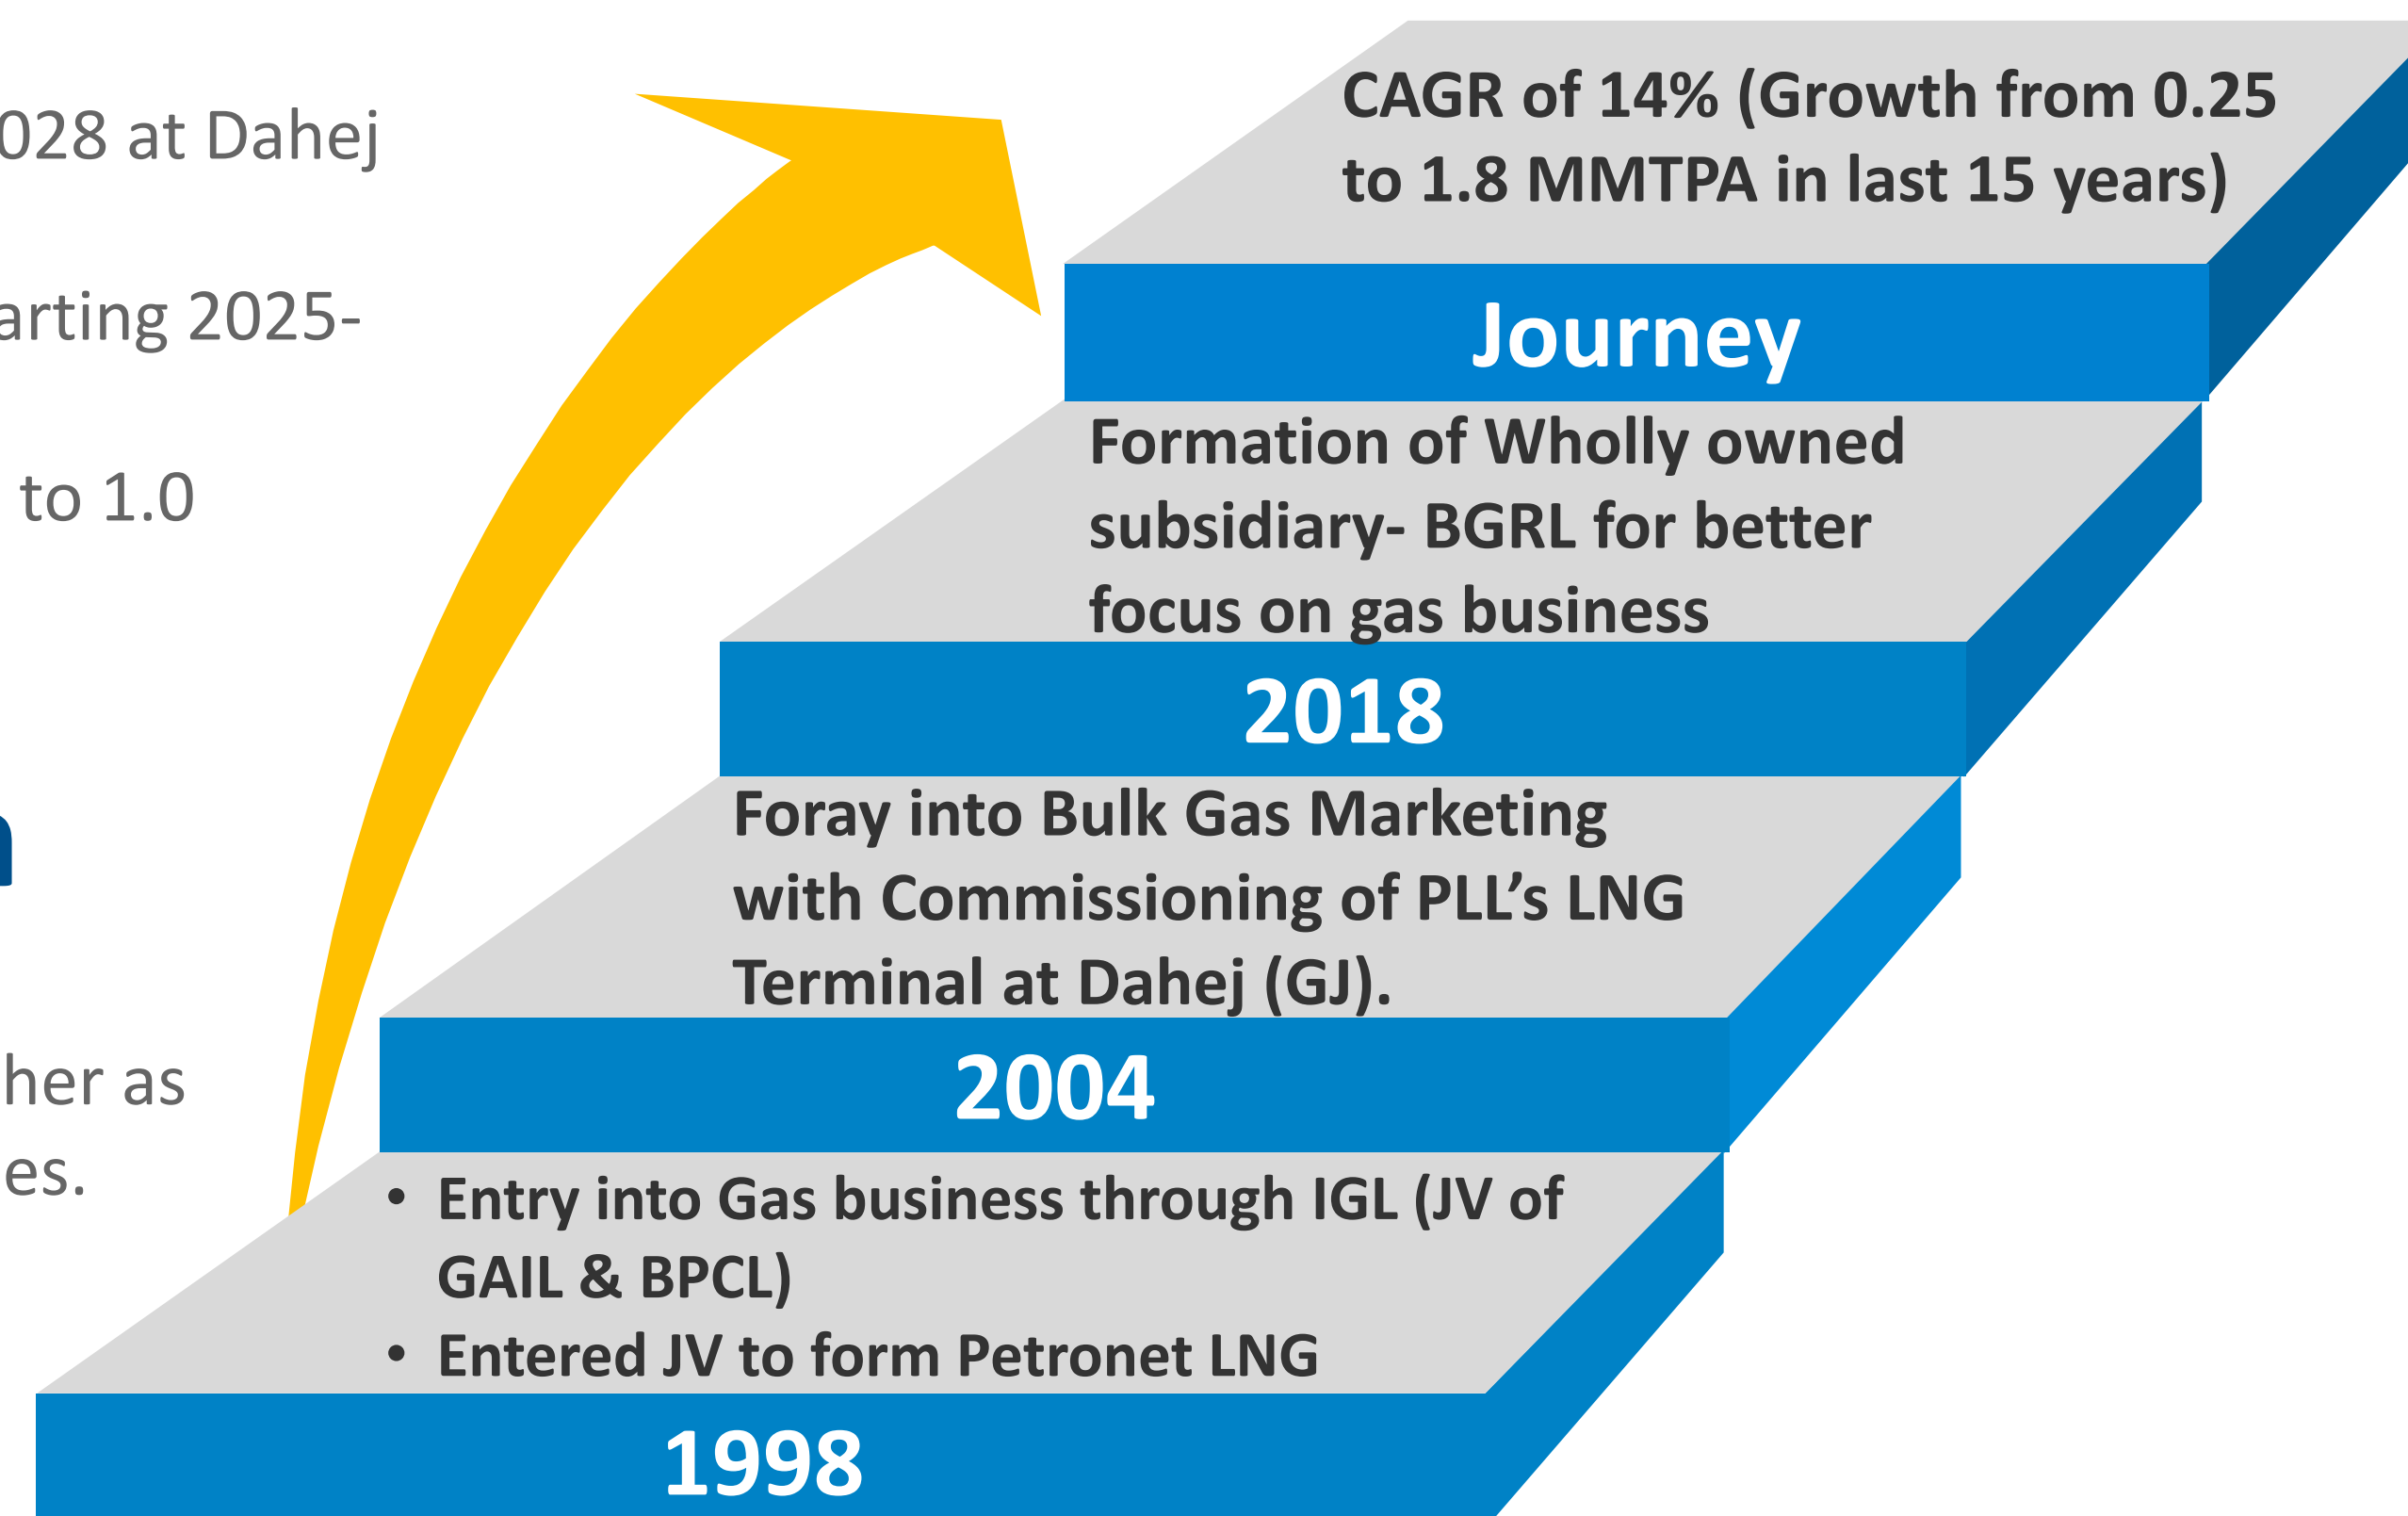 028 at Dahej
arting 2025-
to 1.0
her as
es.
CAGR of 14% (Growth from 0.25
to 1.8 MMTPA in last 15 years)
Journey
Formation of Wholly owned
subsidiary- BGRL for better
focus on gas business
2018
Foray into Bulk Gas Marketing
with Commissioning of PLL’s LNG
Terminal at Dahej (GJ).
2004
• Entry into Gas business through IGL (JV of
GAIL & BPCL)
• Entered JV to form Petronet LNG
1998